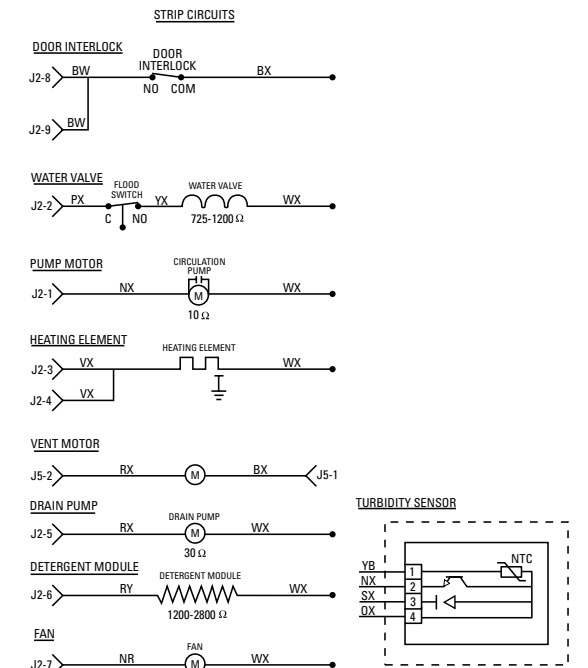 STRIP CIRCUITS
DOOR INTERLOCK
DOOR
INTERLOCK
J2-8 BW BX
NO COM
J2-9 BW
WATER VALVE
FLOOD
SWITCH
WATER VALVE
J2-2 PX YX WX
C NO 725-1200 Ω
PUMP MOTOR
CIRCULATION
PUMP
J2-1 NX M WX
10 Ω
HEATING ELEMENT
HEATING ELEMENT
J2-3 VX WX
J2-4 VX
VENT MOTOR
J5-2 RX M BX J5-1
DRAIN PUMP
DRAIN PUMP
J2-5 RX M WX
30 Ω
DETERGENT MODULE
DETERGENT MODULE
J2-6 RY WX
1200-2800 Ω
FAN
FAN
J2-7 NR M WX
TURBIDITY SENSOR
NTC
YB 1
NX 2
SX 3
OX 4